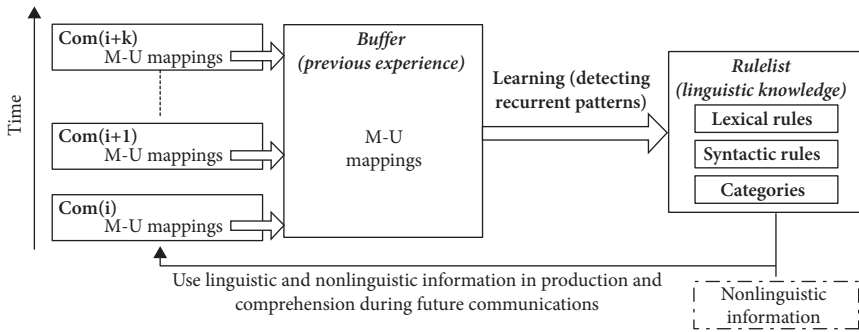 Time
Com(i+k)
M-U mappings
Com(i+1)
M-U mappings
Com(i)
M-U mappings
Buffer
(previous experience)
M-U
mappings
Learning (detecting
recurrent patterns)
Rulelist
(linguistic knowledge)
Lexical rules
Syntactic rules
Categories
Use linguistic and nonlinguistic information in production and
comprehension during future communications
Nonlinguistic
information